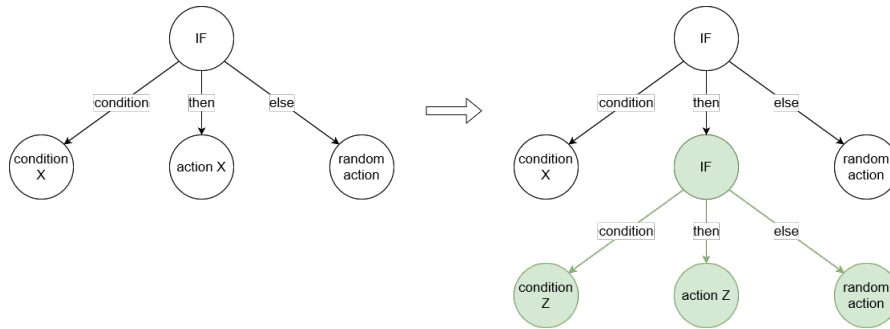 IF
IF
condition
then
else
condition
then
else
condition
X
action X
random
action
condition
X
IF
random
action
condition
then
else
condition
Z
action Z
random
action